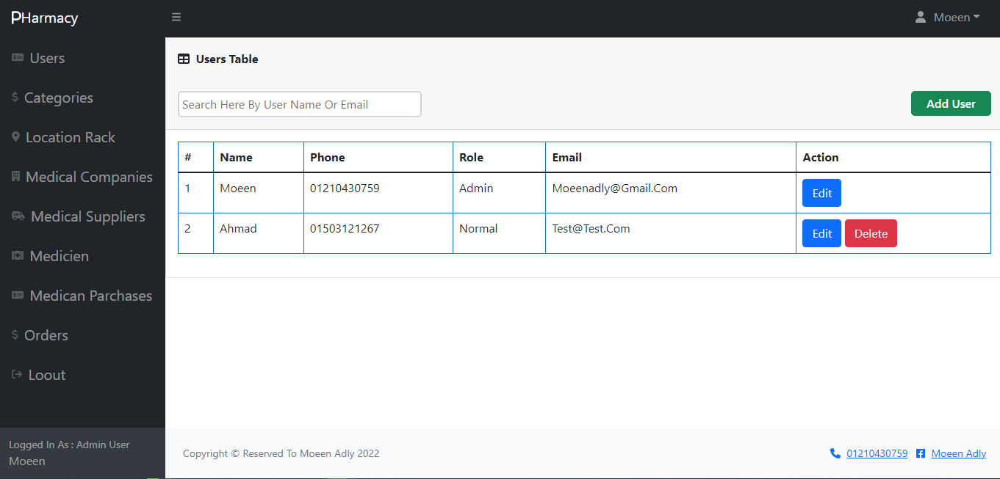 PHarmacy
Moeen
Users
Categories
Location Rack
Medical Companies
Medical Suppliers
Medicien
Medican Parchases
Orders
Loout
Logged In As : Admin User
Moeen
Users Table
Search Here By User Name Or Email
Add User
# Name Phone Role Email Action
1 Moeen 01210430759 Admin Moeenadly@Gmail.Com Edit
2 Ahmad 01503121267 Normal Test@Test.Com Edit Delete
Copyright © Reserved To Moeen Adly 2022
01210430759 Moeen Adly